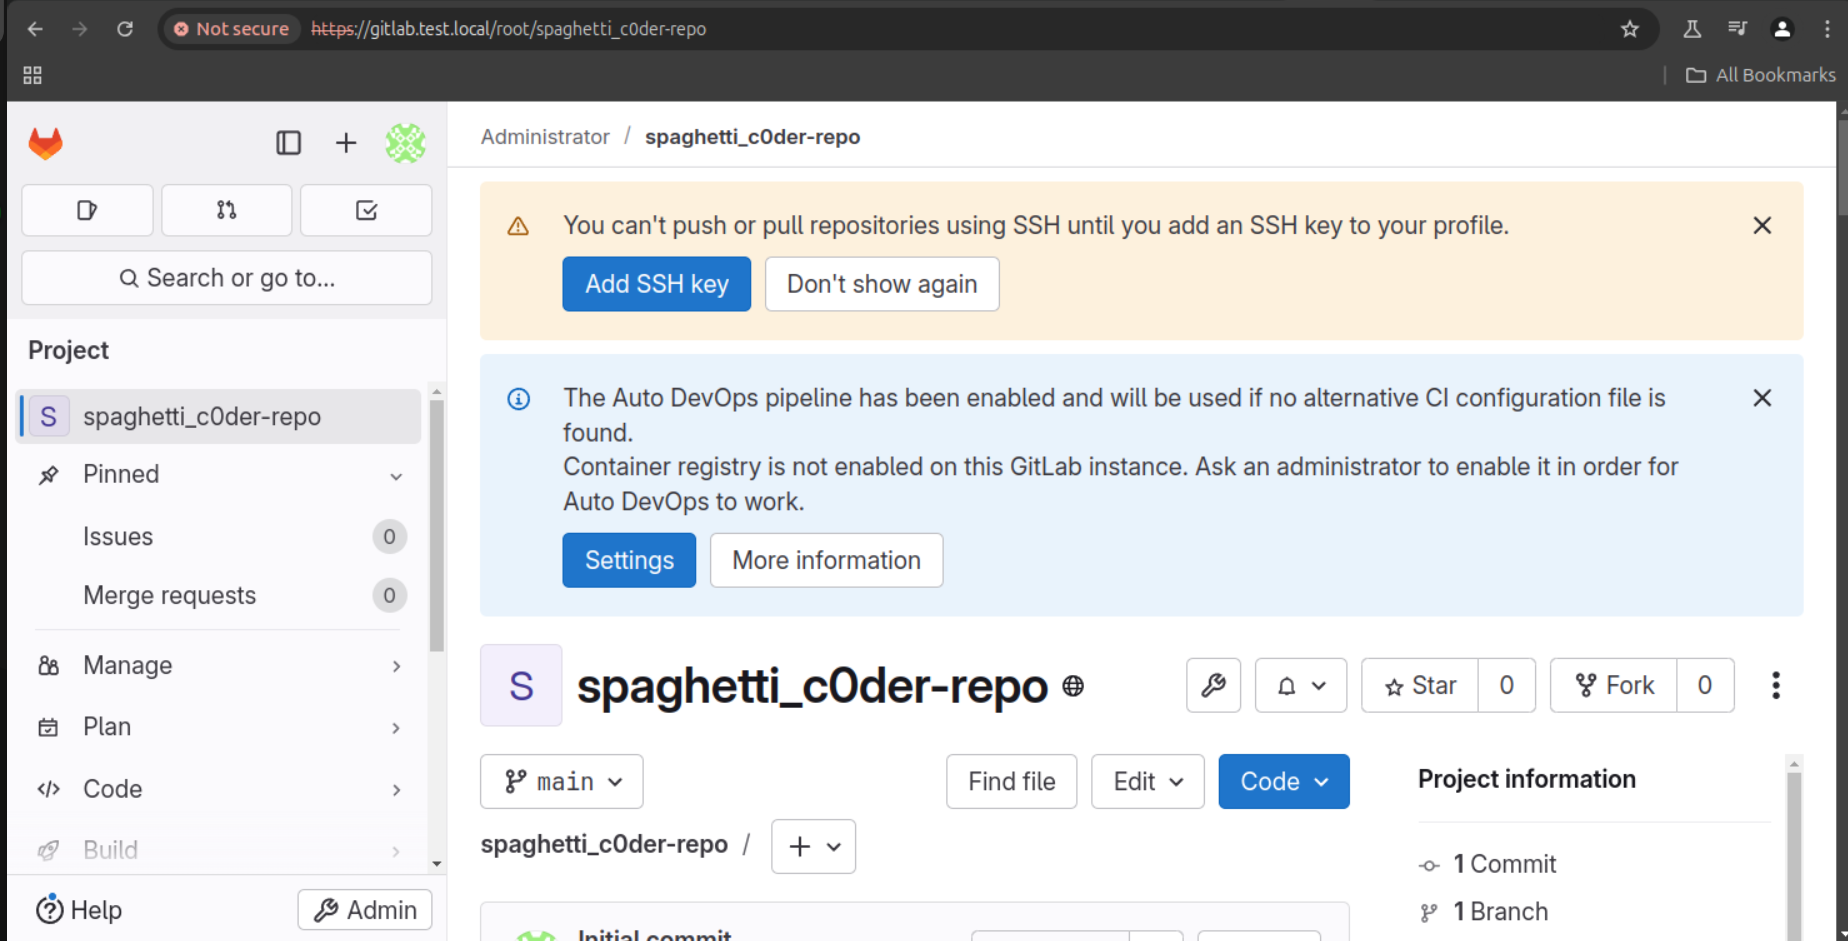 Not secure https://gitlab.test.local/root/spaghetti_c0der-repo
All Bookmarks
Search or go to...
Project
S spaghetti_c0der-repo
Pinned
Issues 0
Merge requests 0
Manage
Plan
Code
Build
Help
Admin
Administrator / spaghetti_c0der-repo
You can't push or pull repositories using SSH until you add an SSH key to your profile.
Add SSH key Don't show again
The Auto DevOps pipeline has been enabled and will be used if no alternative CI configuration file is
found.
Container registry is not enabled on this GitLab instance. Ask an administrator to enable it in order for
Auto DevOps to work.
Settings More information
S spaghetti_c0der-repo
Star 0 Fork 0
main Find file Edit Code
spaghetti_c0der-repo /
Initial commit
Project information
1 Commit
1 Branch